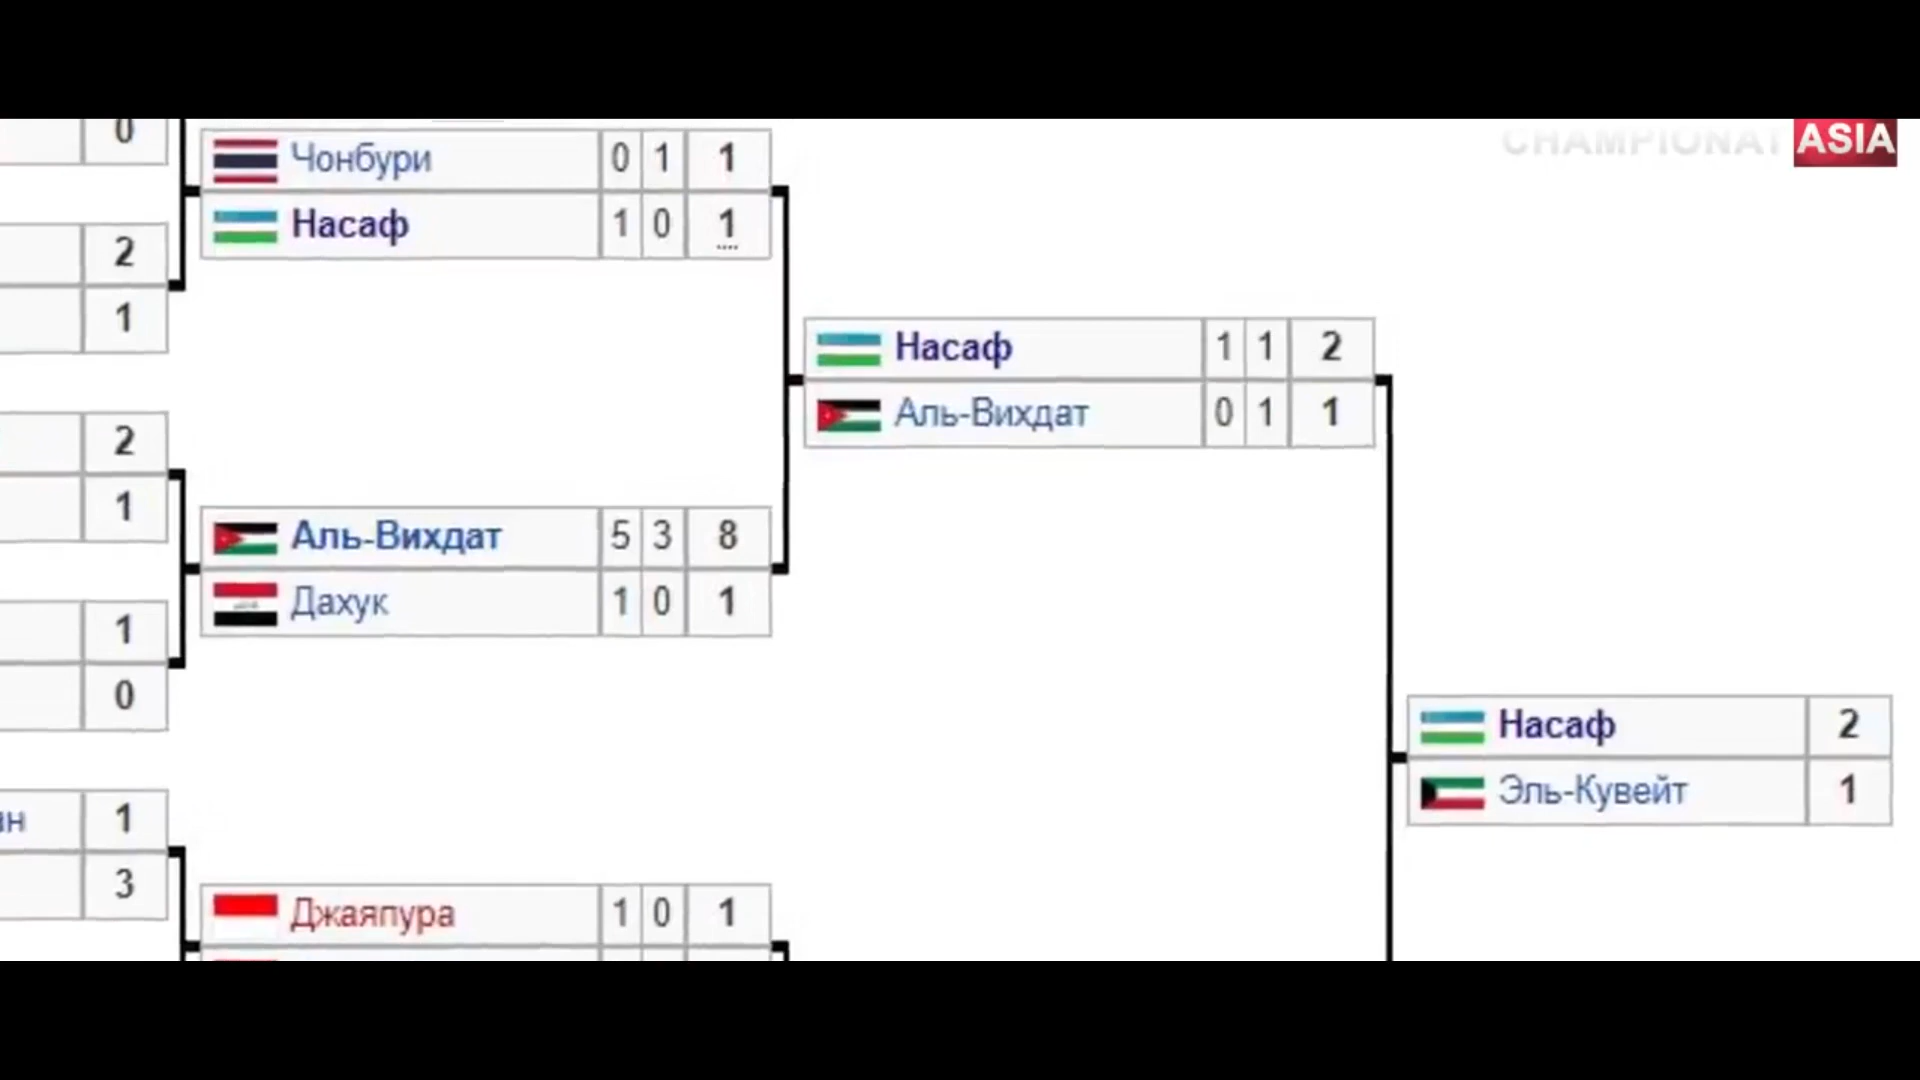 CHAMPIONAT ASIA
0
Чонбури 0 1 1
Насаф 1 0 1
2
1
Насаф 1 1 2
Аль-Вихдат 0 1 1
2
1
Аль-Вихдат 5 3 8
Дахук 1 0 1
1
0
Насаф 2
Эль-Кувейт 1
ан 1
3
Джаяпура 1 0 1